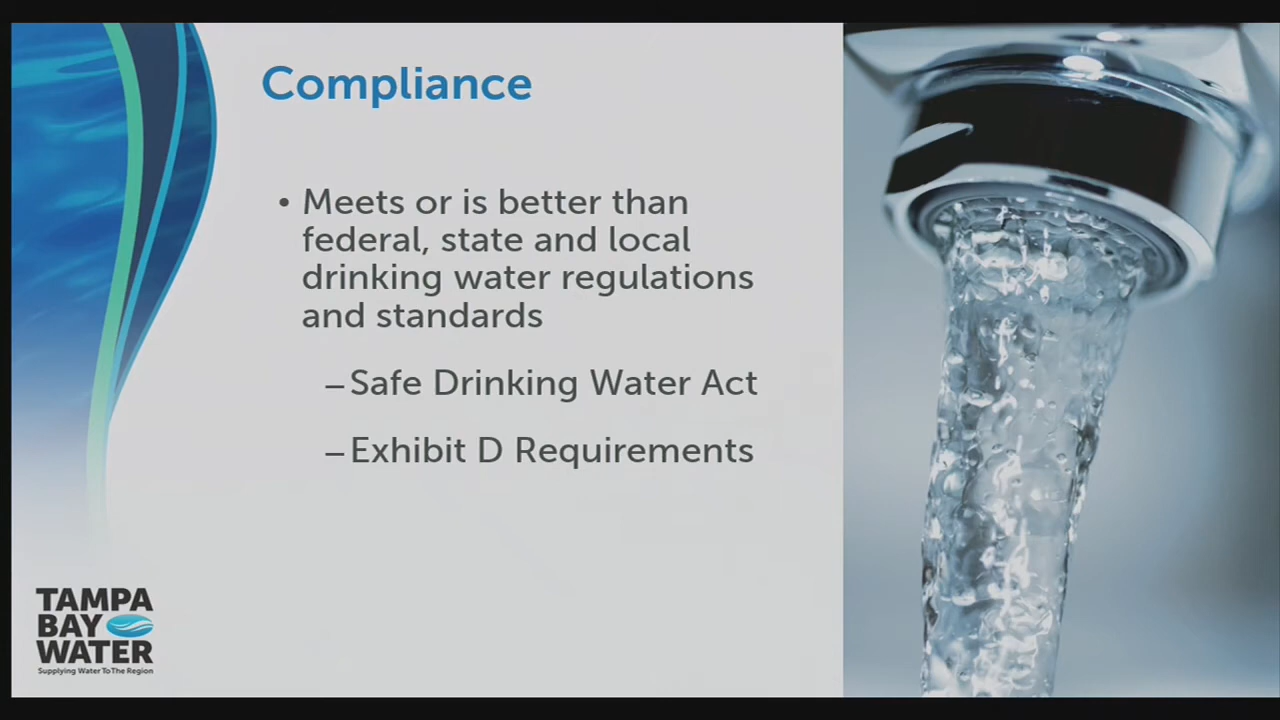 Compliance
• Meets or is better than
federal, state and local
drinking water regulations
and standards
– Safe Drinking Water Act
– Exhibit D Requirements
TAMPA
BAY
WATER
Supplying Water To The Region